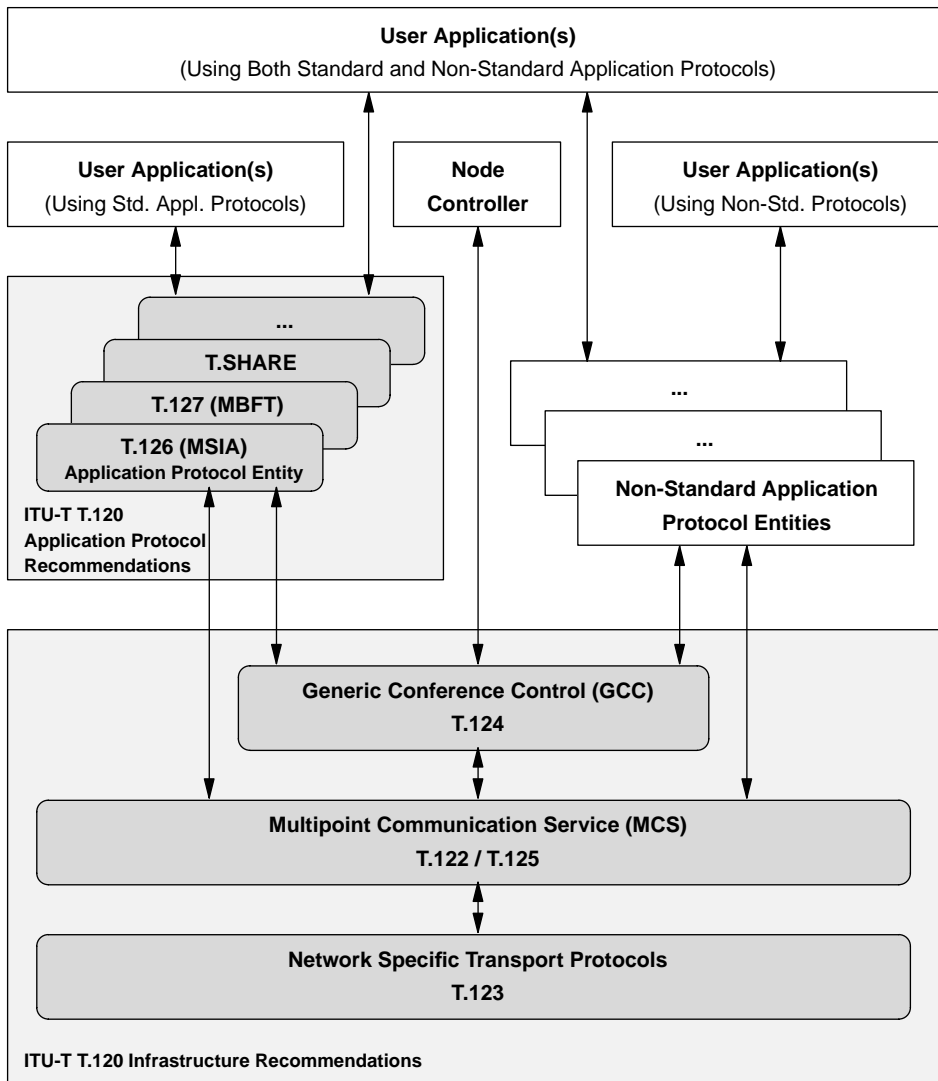 User Application(s)
(Using Both Standard and Non-Standard Application Protocols)
User Application(s)
(Using Std. Appl. Protocols)
Node
Controller
User Application(s)
(Using Non-Std. Protocols)
...
T.SHARE
T.127 (MBFT)
T.126 (MSIA)
Application Protocol Entity
ITU-T T.120
Application Protocol
Recommendations
...
...
Non-Standard Application
Protocol Entities
Generic Conference Control (GCC)
T.124
Multipoint Communication Service (MCS)
T.122 / T.125
Network Specific Transport Protocols
T.123
ITU-T T.120 Infrastructure Recommendations